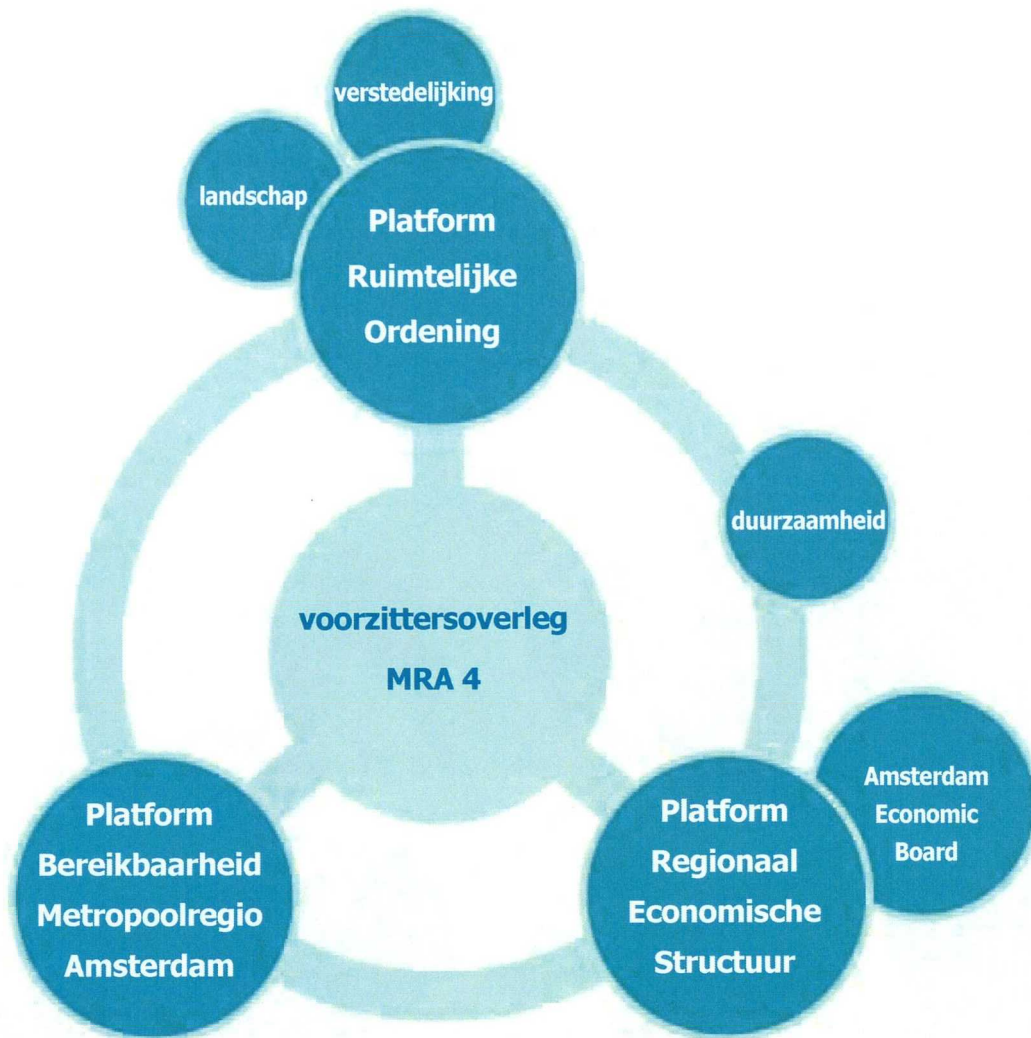 verstedelijking
landschap
Platform
Ruimtelijke
Ordening
duurzaamheid
voorzittersoverleg
MRA 4
Platform
Bereikbaarheid
Metropoolregio
Amsterdam
Platform
Regionaal
Economische
Structuur
Amsterdam
Economic
Board